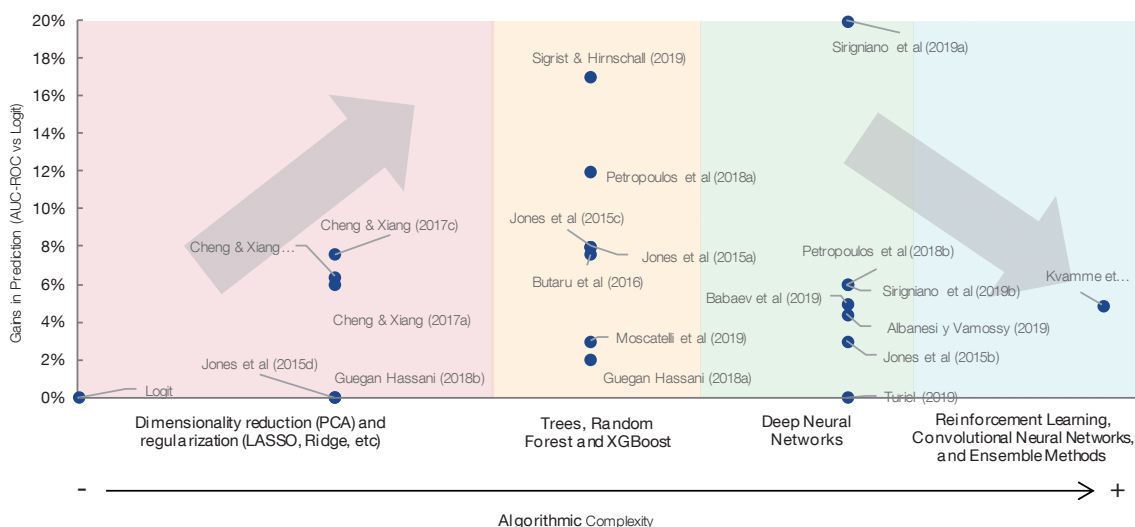 Gains in Prediction (AUC-ROC vs Logit)
20%
18%
16%
14%
12%
10%
8%
6%
4%
2%
0%
Sirigniano et al (2019a)
Sigrist & Hirnschall (2019)
Petropoulos et al (2018a)
Jones et al (2015c)
Cheng & Xiang (2017c)
Cheng & Xiang…
Jones et al (2015a)
Petropoulos et al (2018b)
Butaru et al (2016)
Kvamme et…
Babaev et al (2019)
Sirigniano et al (2019b)
Cheng & Xiang (2017a)
Albanesi y Vamossy (2019)
Moscatelli et al (2019)
Jones et al (2015b)
Jones et al (2015d)
Guegan Hassani (2018b)
Guegan Hassani (2018a)
Logit
Turiel (2019)
Dimensionality reduction (PCA) and
regularization (LASSO, Ridge, etc)
Trees, Random
Forest and XGBoost
Deep Neural
Networks
Reinforcement Learning,
Convolutional Neural Networks,
and Ensemble Methods
-
+
Algorithmic Complexity